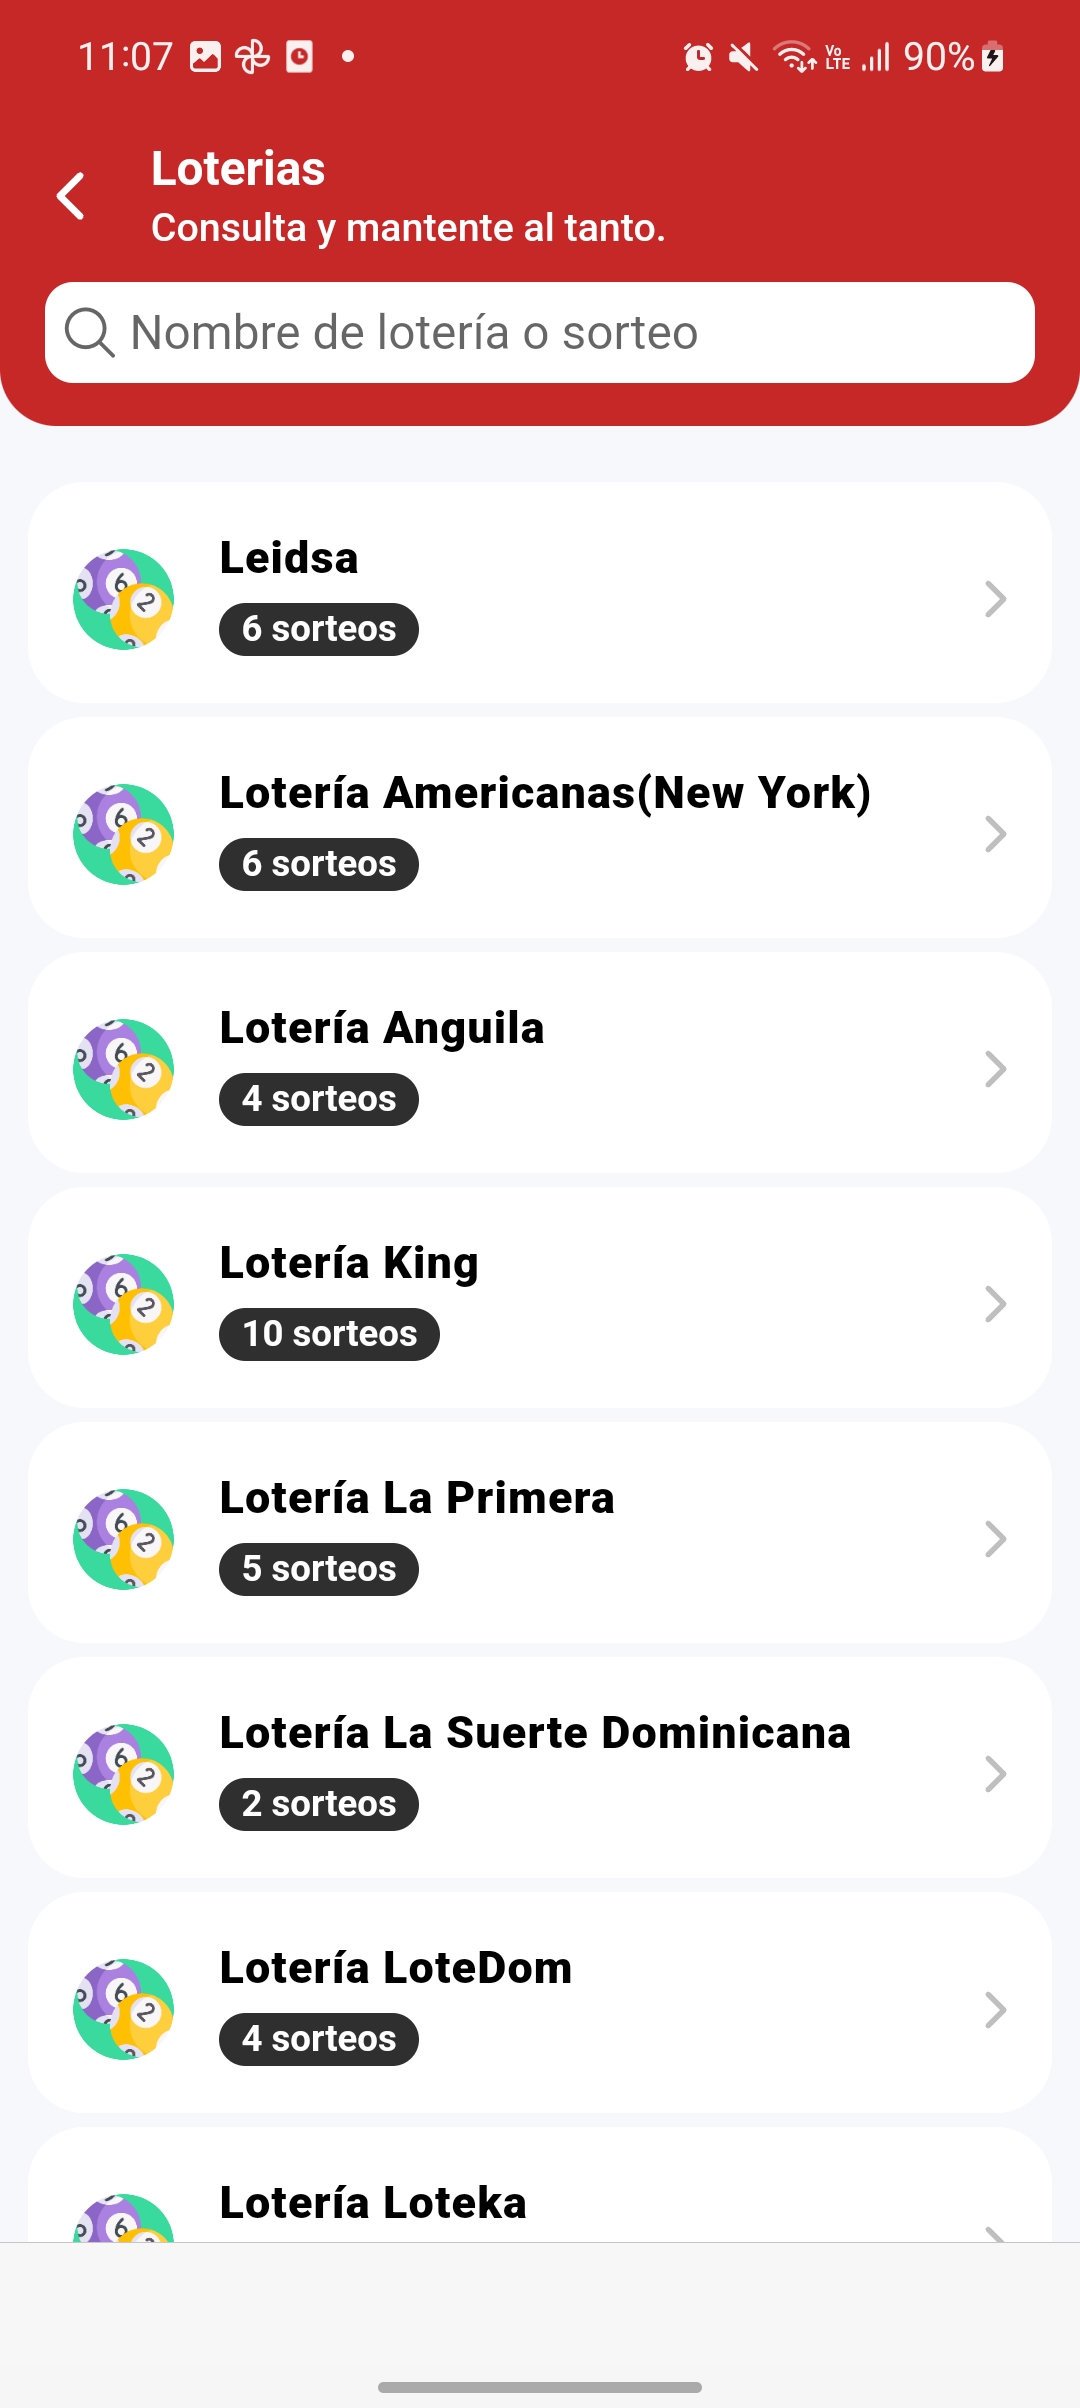 11:07
Vo LTE 90%
Loterias
Consulta y mantente al tanto.
Nombre de lotería o sorteo
Leidsa
6 sorteos
Lotería Americanas(New York)
6 sorteos
Lotería Anguila
4 sorteos
Lotería King
10 sorteos
Lotería La Primera
5 sorteos
Lotería La Suerte Dominicana
2 sorteos
Lotería LoteDom
4 sorteos
Lotería Loteka